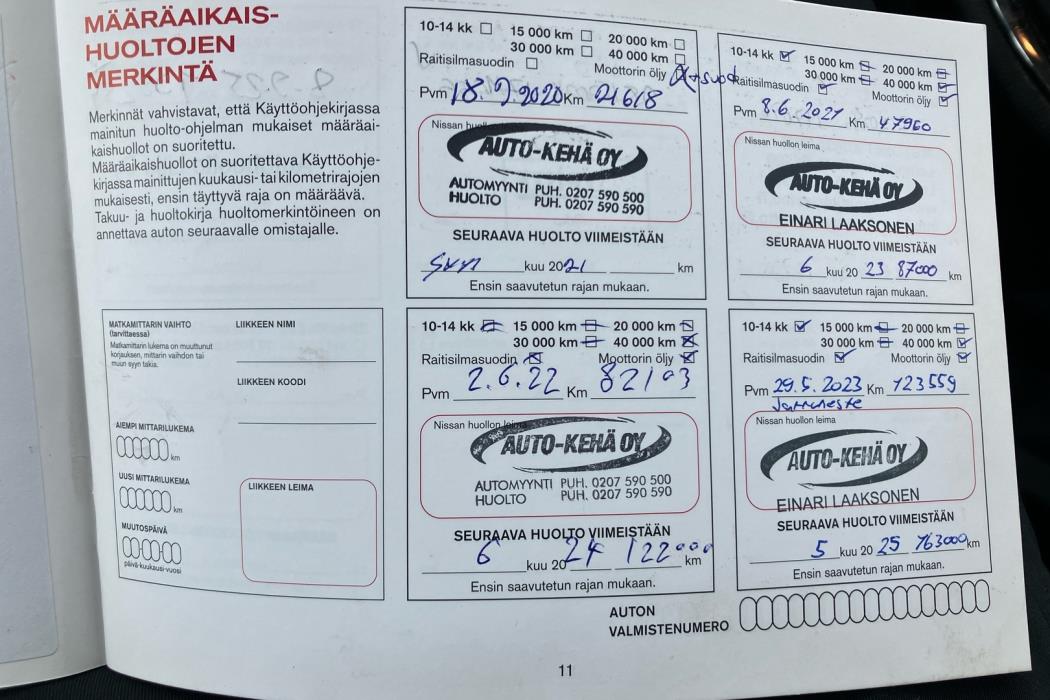 MÄÄRÄAIKAIS-
HUOLTOJEN
MERKINTÄ
Merkinnät vahvistavat, että Käyttöohjekirjassa
mainitun huolto-ohjelman mukaiset määräai-
kaishuollot on suoritettu.
Määräaikaishuollot on suoritettava Käyttöohje-
kirjassa mainittujen kuukausi- tai kilometrirajojen
mukaisesti, ensin täyttyvä raja on määräävä.
Takuu- ja huoltokirja huoltomerkintöineen on
annettava auton seuraavalle omistajalle.
10-14 kk 15 000 km 20 000 km
30 000 km 40 000 km
Raitisilmasuodin Moottorin öljy
Pvm 18.9.2020 Km 21618
Nissan
AUTO-KEHÄ OY
AUTOMYYNTI PUH. 0207 590 500
HUOLTO PUH. 0207 590 590
SEURAAVA HUOLTO VIIMEISTÄÄN
Syys kuu 2021 km
Ensin saavutetun rajan mukaan.
10-14 kk 15 000 km 20 000 km
30 000 km 40 000 km
Raitisilmasuodin Moottorin öljy
Pvm 8.6.2021 Km 47960
Nissan huollon leima
AUTO-KEHÄ OY
EINARI LAAKSONEN
SEURAAVA HUOLTO VIIMEISTÄÄN
6 kuu 20 23 87000 km
Ensin saavutetun rajan mukaan.
MATKAMITTARIN VAIHTO
(tarvittaessa)
Matkamittarin lukema on muuttunut
korjauksen, mittarin vaihdon tai
muun syyn takia.
LIIKKEEN NIMI
LIIKKEEN KOODI
AIEMPI MITTARILUKEMA
km
UUSI MITTARILUKEMA
km
MUUTOSPÄIVÄ
päivä-kuukausi-vuosi
LIIKKEEN LEIMA
10-14 kk 15 000 km 20 000 km
30 000 km 40 000 km
Raitisilmasuodin Moottorin öljy
Pvm 2.6.22 Km 82103
Nissan huollon leima
AUTO-KEHÄ OY
AUTOMYYNTI PUH. 0207 590 500
HUOLTO PUH. 0207 590 590
SEURAAVA HUOLTO VIIMEISTÄÄN
6 kuu 20 24 122000 km
Ensin saavutetun rajan mukaan.
10-14 kk 15 000 km 20 000 km
30 000 km 40 000 km
Raitisilmasuodin Moottorin öljy
Pvm 29.5.2023 Km 123559
Jarruneste
Nissan huollon leima
AUTO-KEHÄ OY
EINARI LAAKSONEN
SEURAAVA HUOLTO VIIMEISTÄÄN
5 kuu 20 25 163000 km
Ensin saavutetun rajan mukaan.
AUTON
VALMISTENUMERO
11